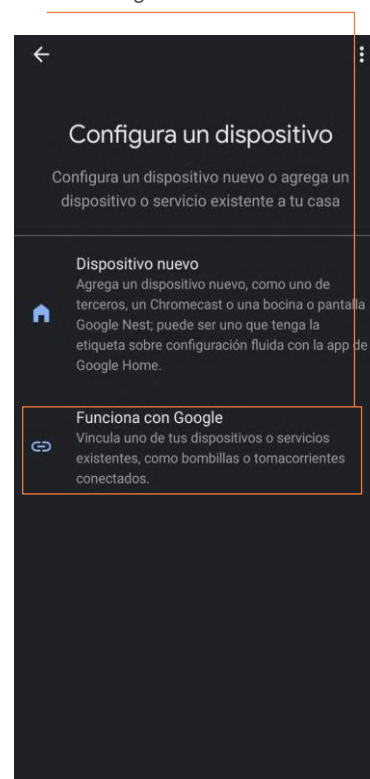 Configura un dispositivo
Configura un dispositivo nuevo o agrega un
dispositivo o servicio existente a tu casa
Dispositivo nuevo
Agrega un dispositivo nuevo, como uno de
terceros, un Chromecast o una bocina o pantalla
Google Nest; puede ser uno que tenga la
etiqueta sobre configuración fluida con la app de
Google Home.
Funciona con Google
Vincula uno de tus dispositivos o servicios
existentes, como bombillas o tomacorrientes
conectados.